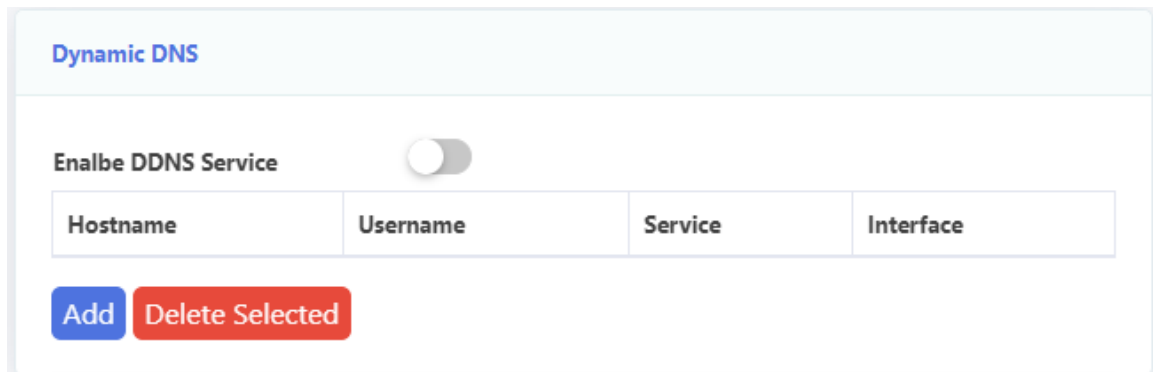 Dynamic DNS
Enalbe DDNS Service
Hostname Username Service Interface
Add Delete Selected